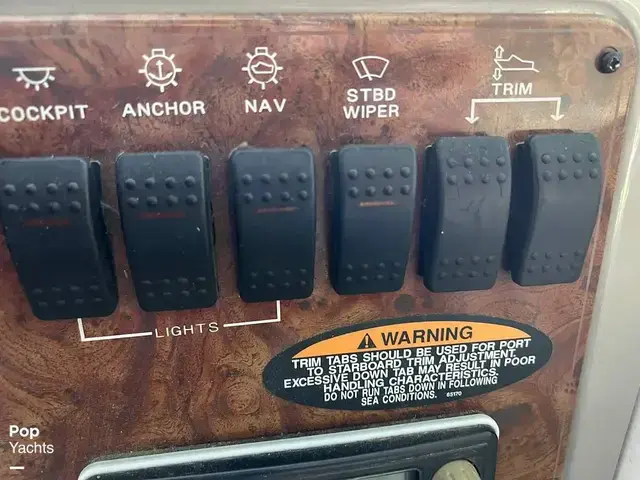 COCKPIT
ANCHOR
NAV
STBD
WIPER
TRIM
LIGHTS
WARNING
TRIM TABS SHOULD BE USED FOR PORT
TO STARBOARD TRIM ADJUSTMENT.
EXCESSIVE DOWN TAB MAY RESULT IN POOR
HANDLING CHARACTERISTICS.
DO NOT RUN TABS DOWN IN FOLLOWING
SEA CONDITIONS. 63170
Pop
Yachts